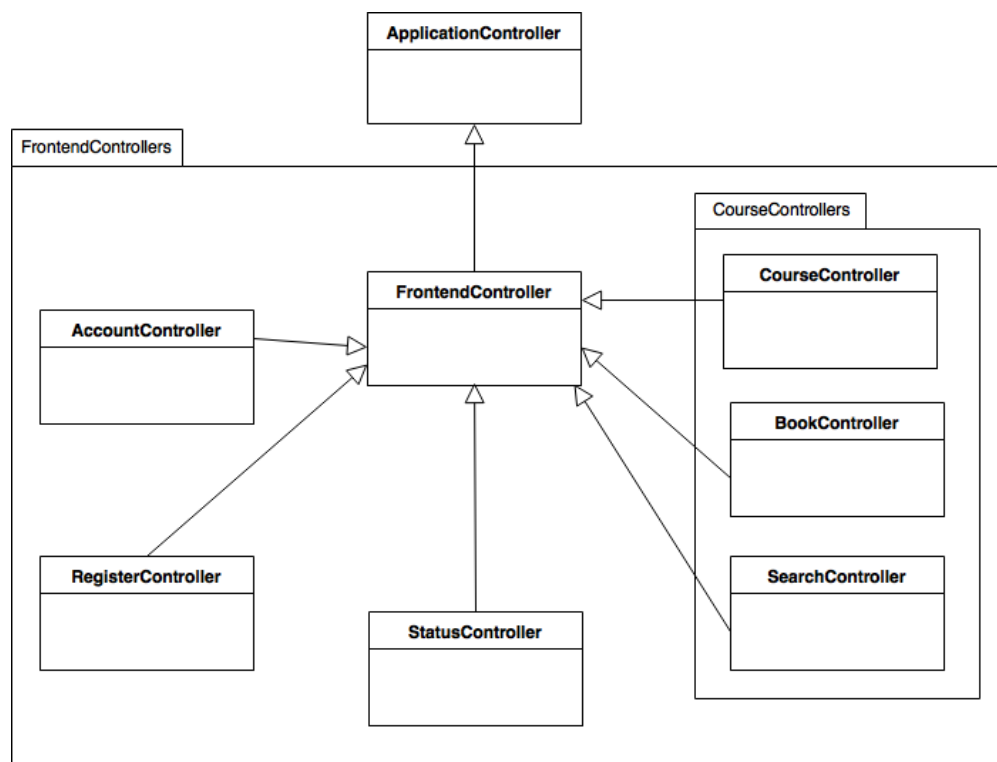 ApplicationController
FrontendControllers
CourseControllers
CourseController
FrontendController
AccountController
BookController
RegisterController
SearchController
StatusController